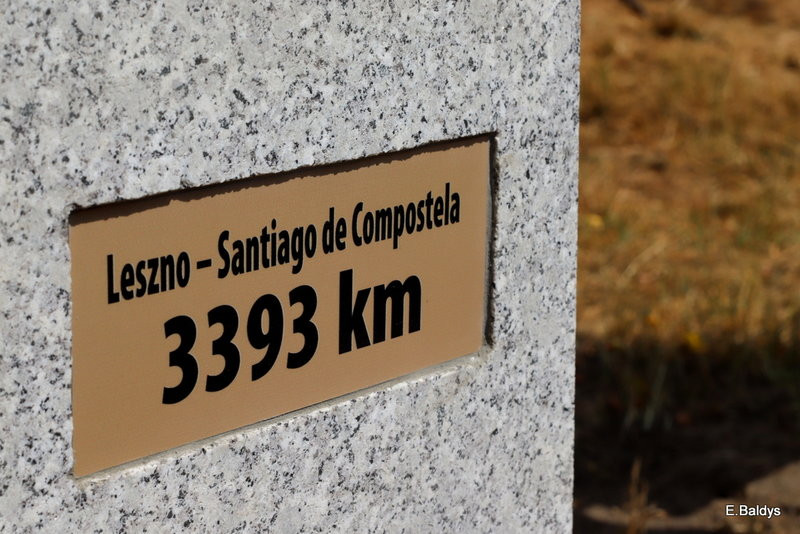 Leszno – Santiago de Compostela
3393 km
E.Baldys